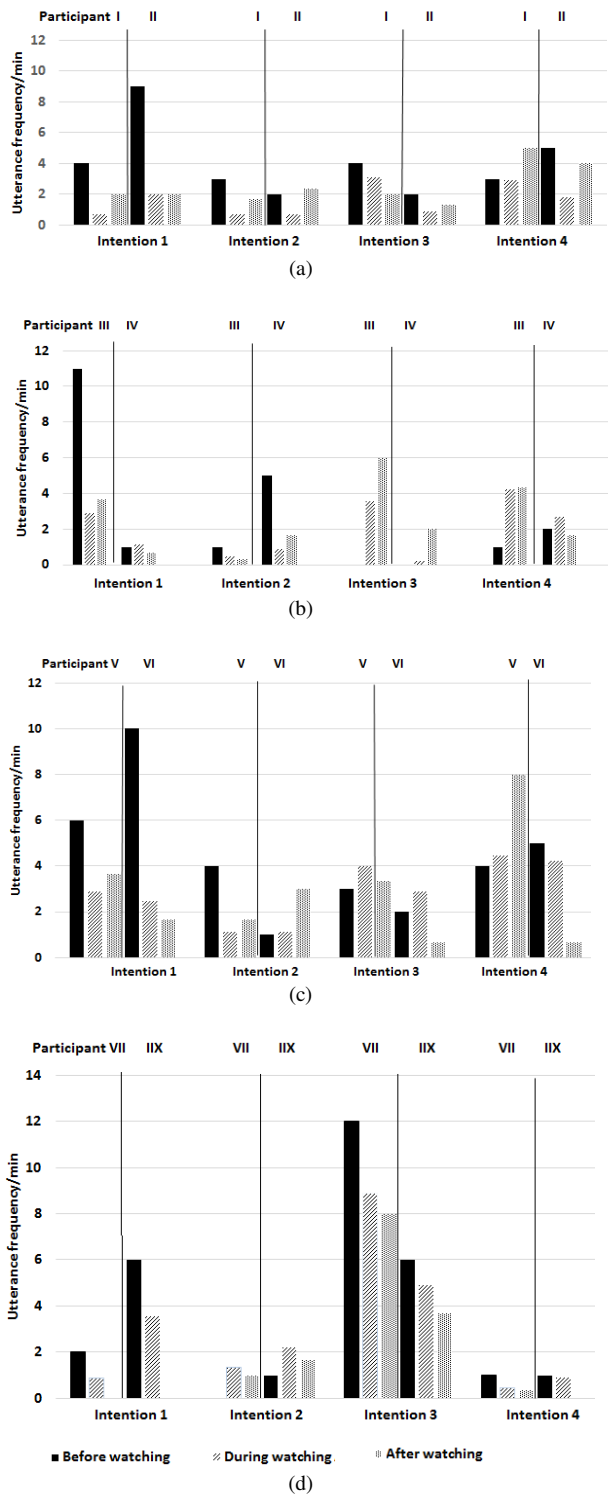 Participant I II I II I II I II
Utterance frequency/min
12
10
8
6
4
2
0
Intention 1 Intention 2 Intention 3 Intention 4
(a)
Participant III IV III IV III IV III IV
Utterance frequency/min
12
10
8
6
4
2
0
Intention 1 Intention 2 Intention 3 Intention 4
(b)
Participant V VI V VI V VI V VI
Utterance frequency/min
12
10
8
6
4
2
0
Intention 1 Intention 2 Intention 3 Intention 4
(c)
Participant VII IIX VII IIX VII IIX VII IIX
Utterance frequency/min
14
12
10
8
6
4
2
0
Intention 1 Intention 2 Intention 3 Intention 4
Before watching During watching After watching
(d)